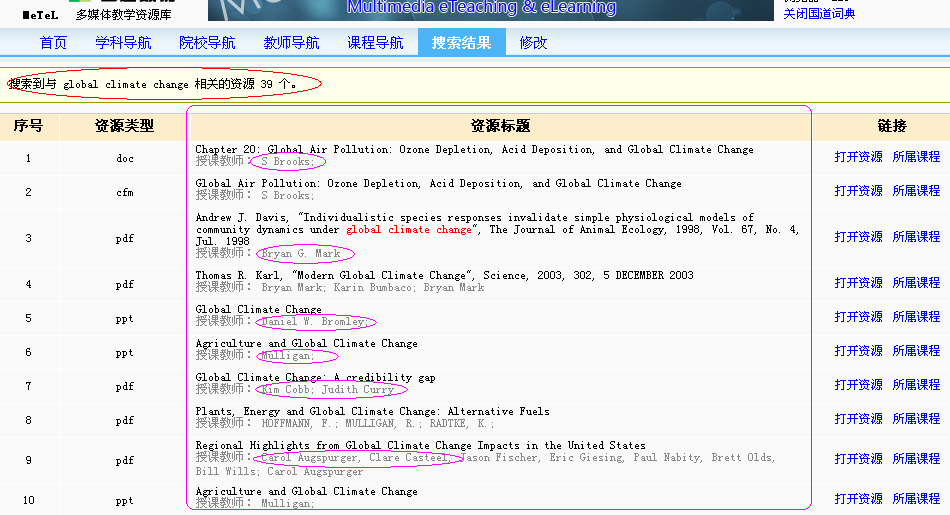 MeTeL
多媒体教学资源库
Multimedia eTeaching & eLearning
关闭国道词典
首页 学科导航 院校导航 教师导航 课程导航 搜索结果 修改
搜索到与 global climate change 相关的资源 39 个。
序号 资源类型 资源标题 链接
1 doc Chapter 20: Global Air Pollution: Ozone Depletion, Acid Deposition, and Global Climate Change 打开资源 所属课程
授课教师： S Brooks;
2 cfm Global Air Pollution: Ozone Depletion, Acid Deposition, and Global Climate Change 打开资源 所属课程
授课教师： S Brooks;
3 pdf Andrew J. Davis, "Individualistic species responses invalidate simple physiological models of
community dynamics under global climate change", The Journal of Animal Ecology, 1998, Vol. 67, No. 4, 打开资源 所属课程
Jul. 1998
授课教师： Bryan G. Mark
4 pdf Thomas R. Karl, "Modern Global Climate Change", Science, 2003, 302, 5 DECEMBER 2003 打开资源 所属课程
授课教师： Bryan Mark; Karin Bumbaco; Bryan Mark
5 ppt Global Climate Change 打开资源 所属课程
授课教师： Daniel W. Bromley;
6 ppt Agriculture and Global Climate Change 打开资源 所属课程
授课教师： Mulligan;
7 pdf Global Climate Change: A credibility gap 打开资源 所属课程
授课教师： Kim Cobb; Judith Curry
8 pdf Plants, Energy and Global Climate Change: Alternative Fuels 打开资源 所属课程
授课教师： HOFFMANN, F.; MULLIGAN, R.; RADTKE, K.;
9 pdf Regional Highlights from Global Climate Change Impacts in the United States 打开资源 所属课程
授课教师： Carol Augspurger, Clare Casteel, Jason Fischer, Eric Giesing, Paul Nabity, Brett Olds,
Bill Wills; Carol Augspurger
10 ppt Agriculture and Global Climate Change 打开资源 所属课程
授课教师： Mulligan;